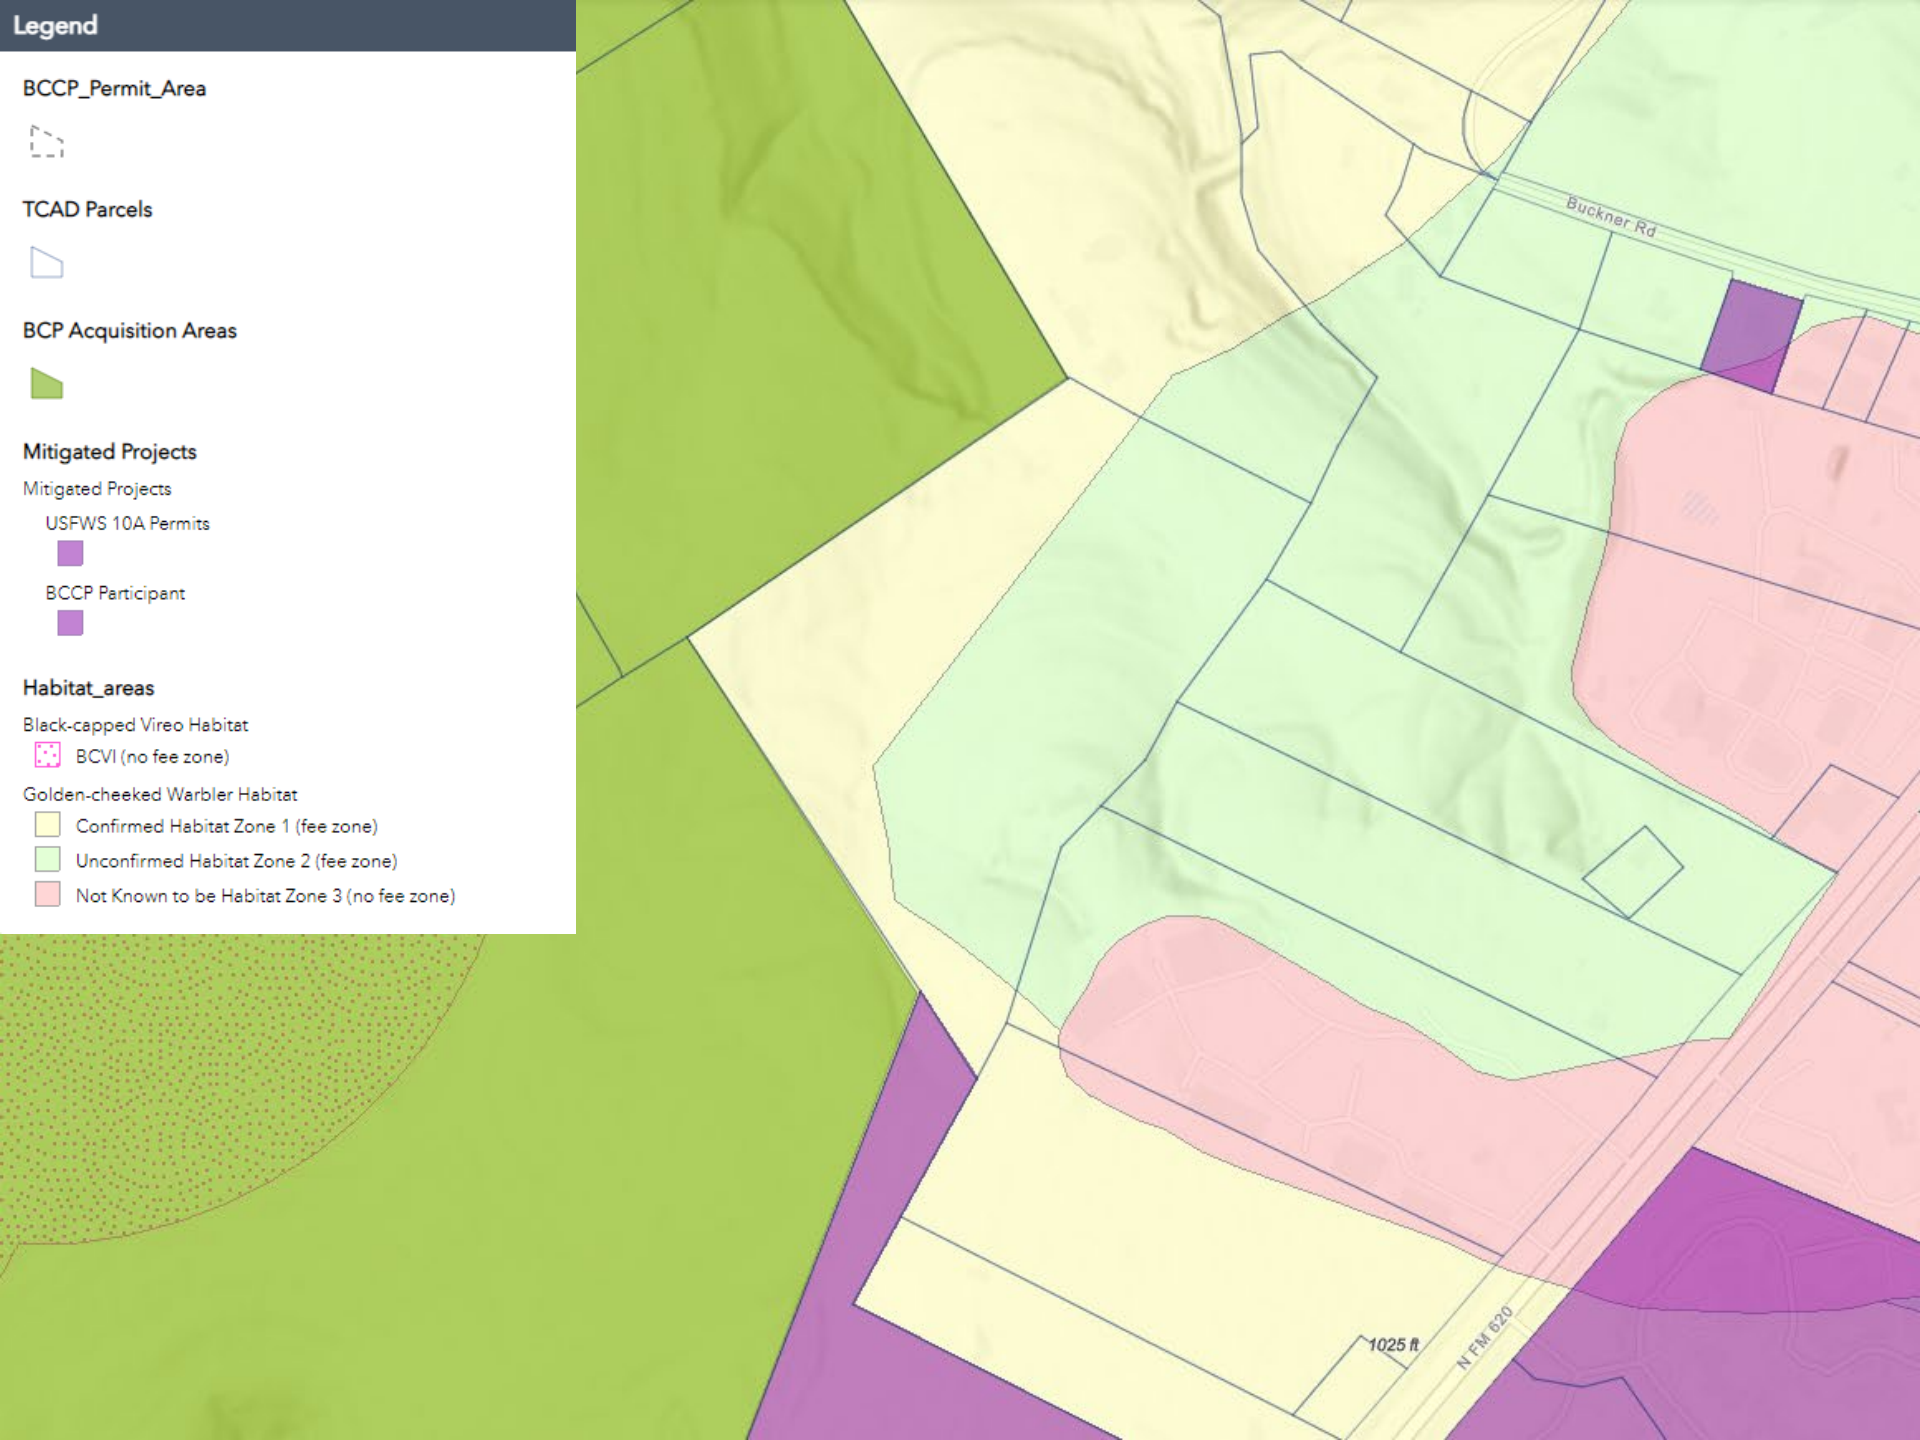 Legend
BCCP_Permit_Area
TCAD Parcels
BCP Acquisition Areas
Mitigated Projects
Mitigated Projects
USFWS 10A Permits
BCCP Participant
Habitat_areas
Black-capped Vireo Habitat
BCVI (no fee zone)
Golden-cheeked Warbler Habitat
Confirmed Habitat Zone 1 (fee zone)
Unconfirmed Habitat Zone 2 (fee zone)
Not Known to be Habitat Zone 3 (no fee zone)
Buckner Rd
1025 ft
N FM 620